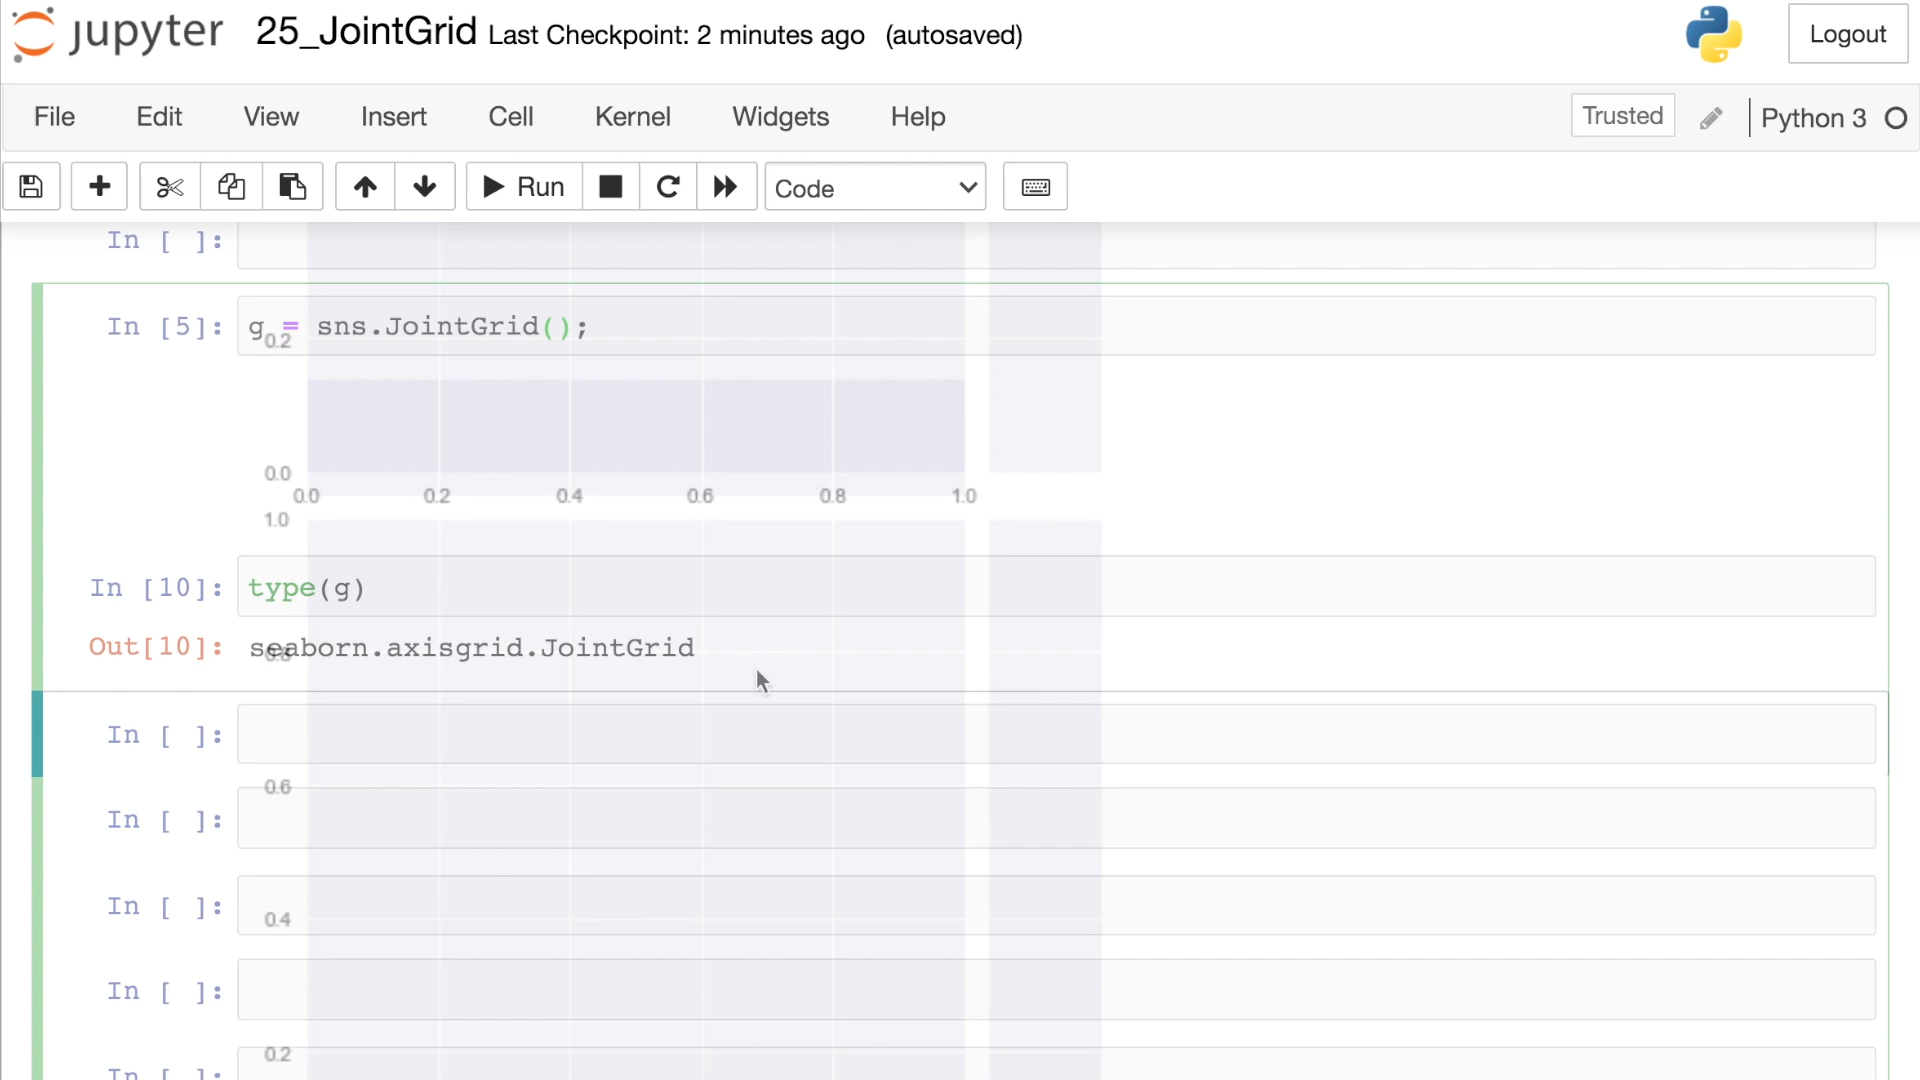 jupyter 25_JointGrid Last Checkpoint: 2 minutes ago (autosaved) Logout
File Edit View Insert Cell Kernel Widgets Help Trusted Python 3
Run Code
In [ ]:
In [5]: g = sns.JointGrid();
0.2
0.0
0.0 0.2 0.4 0.6 0.8 1.0
1.0
In [10]: type(g)
Out[10]: seaborn.axisgrid.JointGrid
0.8
In [ ]:
0.6
In [ ]:
In [ ]:
0.4
In [ ]:
0.2
In [ ]: